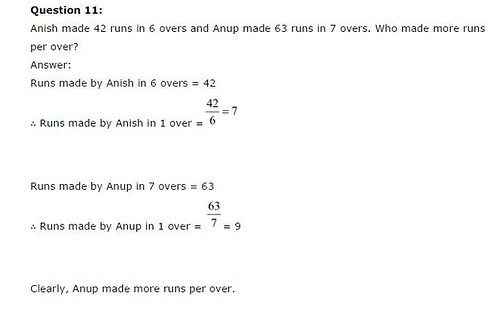 Question 11:
Anish made 42 runs in 6 overs and Anup made 63 runs in 7 overs. Who made more runs
per over?
Answer:
Runs made by Anish in 6 overs = 42
∴ Runs made by Anish in 1 over = 42/6 = 7
Runs made by Anup in 7 overs = 63
∴ Runs made by Anup in 1 over = 63/7 = 9
Clearly, Anup made more runs per over.